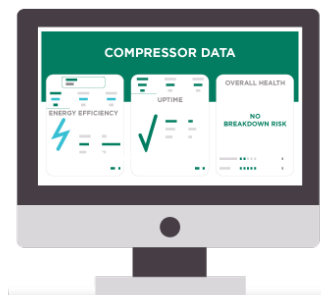 COMPRESSOR DATA
ENERGY EFFICIENCY
UPTIME
OVERALL HEALTH
NO
BREAKDOWN RISK